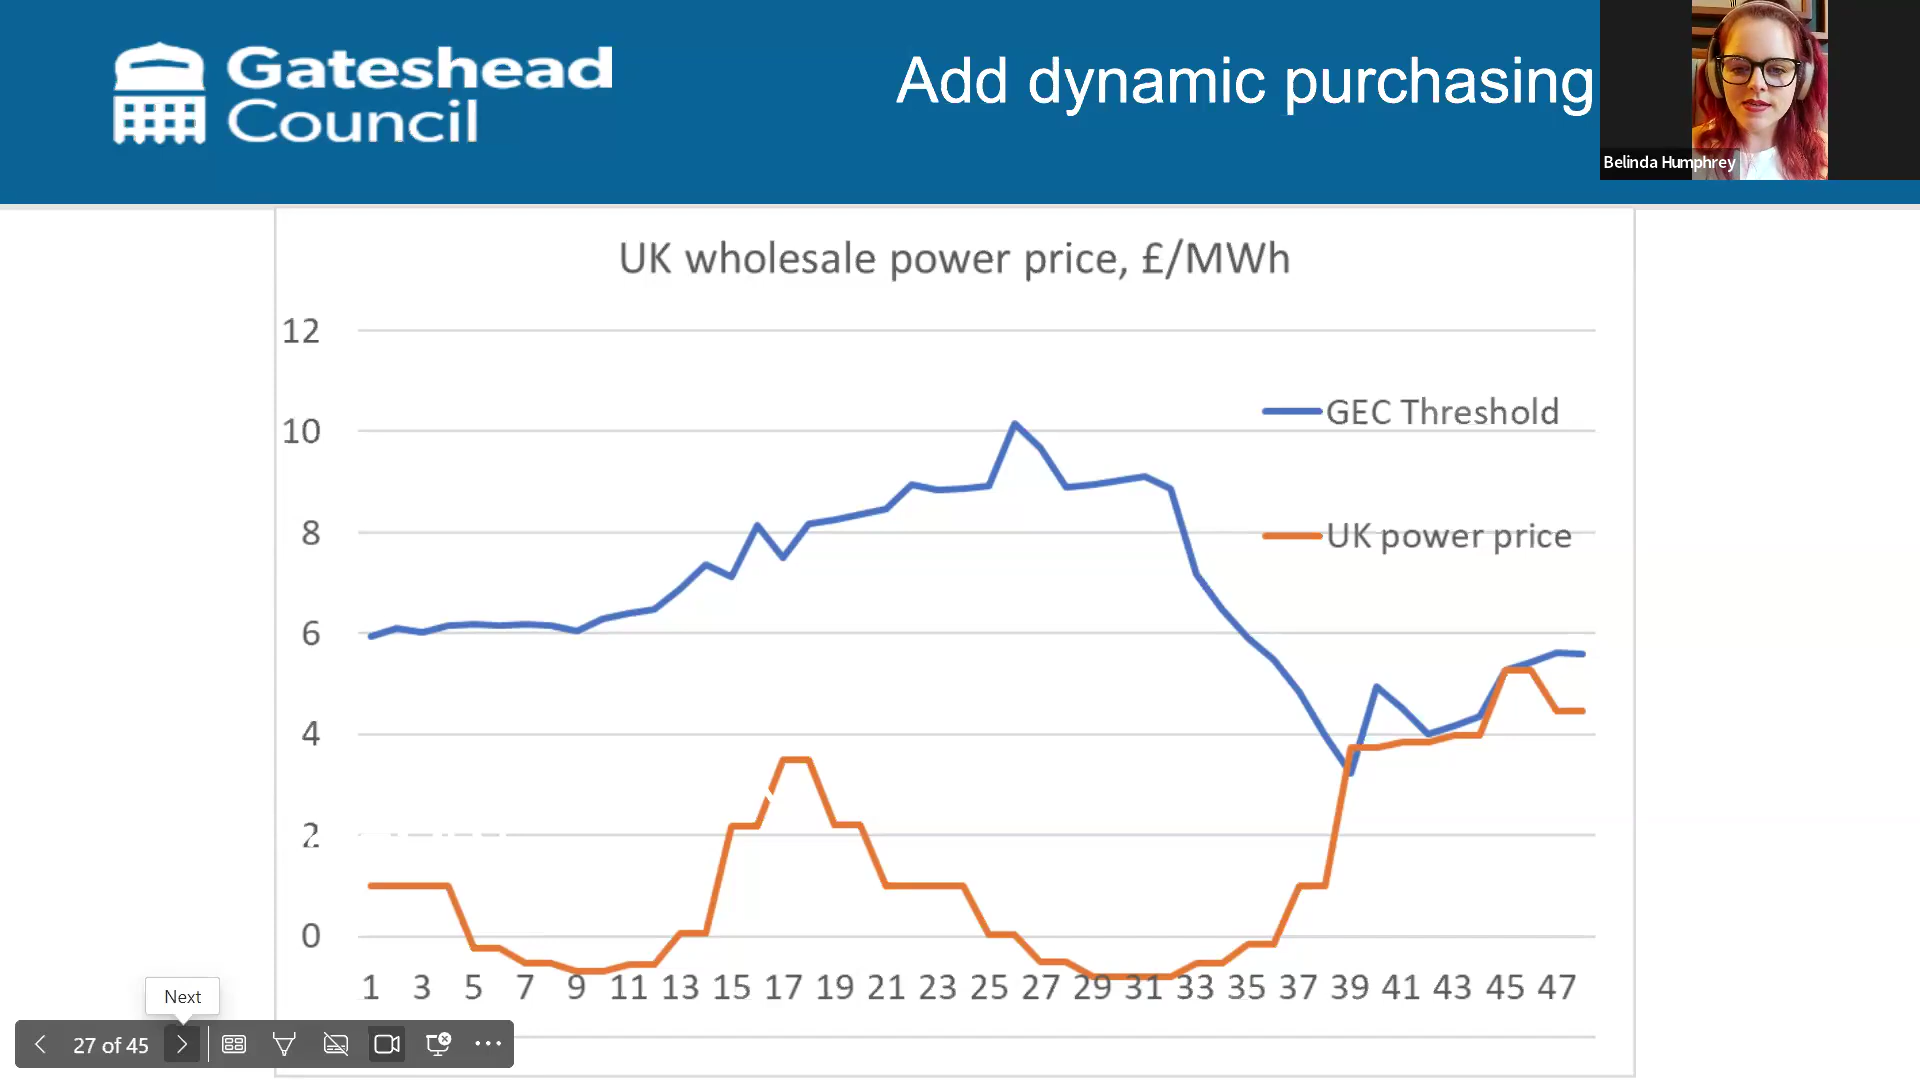 Gateshead
Council
Add dynamic purchasing
Belinda Humphrey
UK wholesale power price, £/MWh
12
10
8
6
4
2
0
GEC Threshold
UK power price
1 3 5 7 9 11 13 15 17 19 21 23 25 27 29 31 33 35 37 39 41 43 45 47
Next
27 of 45